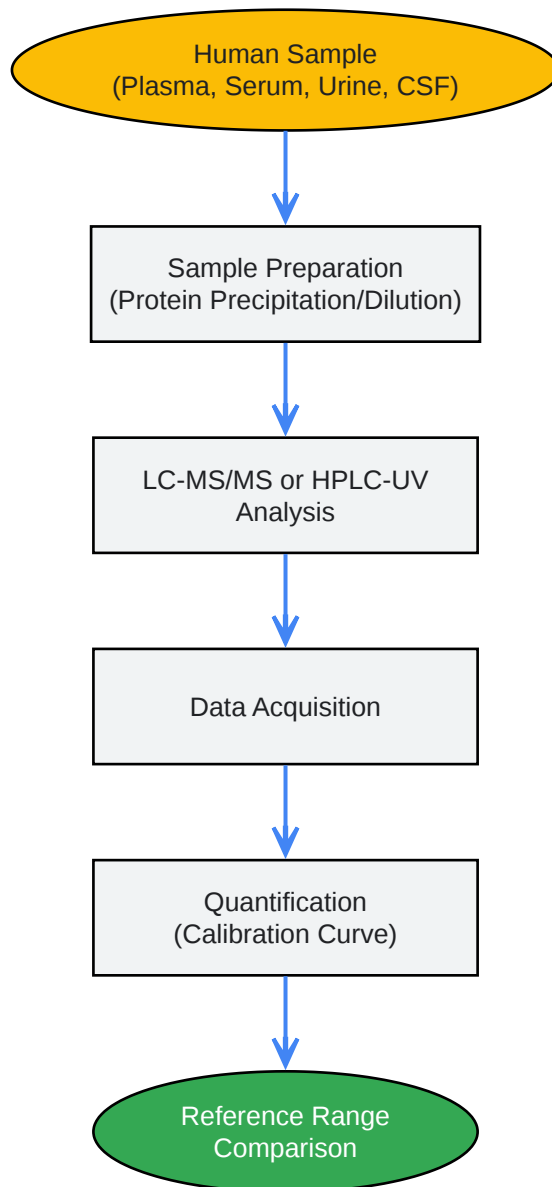 Human Sample
(Plasma, Serum, Urine, CSF)
Sample Preparation
(Protein Precipitation/Dilution)
LC-MS/MS or HPLC-UV
Analysis
Data Acquisition
Quantification
(Calibration Curve)
Reference Range
Comparison